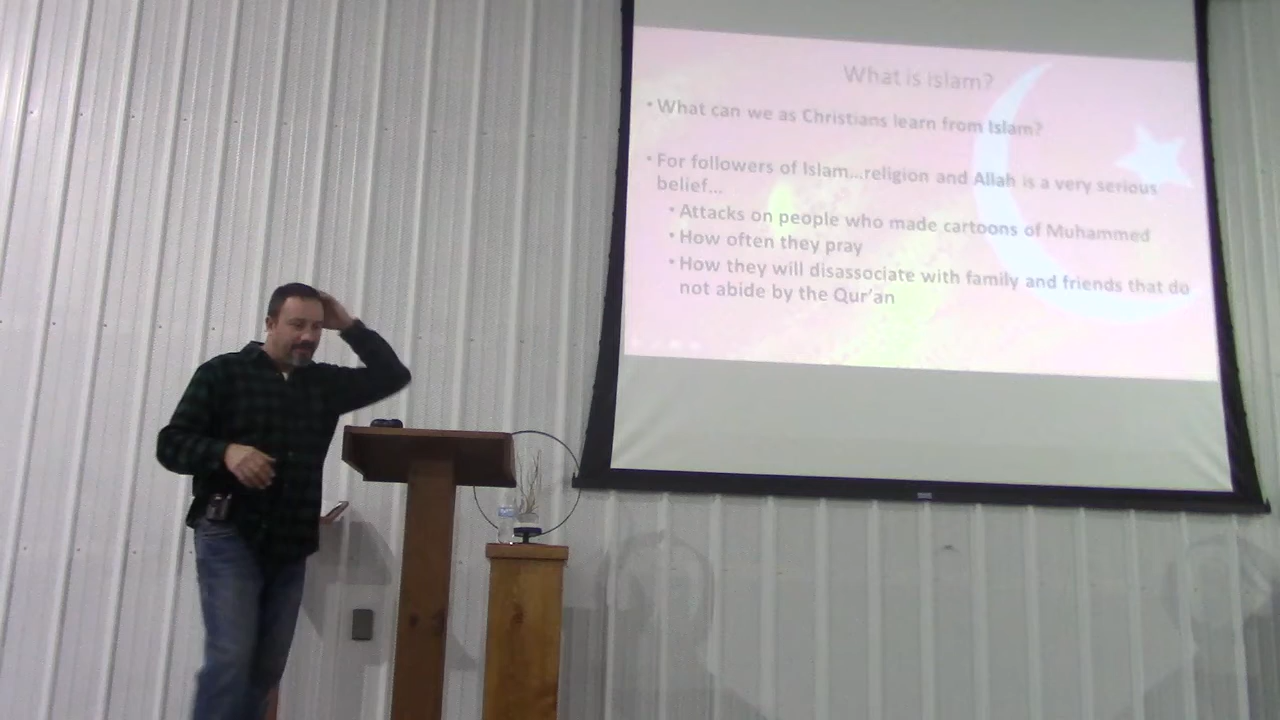 What is islam?
• What can we as Christians learn from Islam?
• For followers of Islam...religion and Allah is a very serious
belief...
• Attacks on people who made cartoons of Muhammed
• How often they pray
• How they will disassociate with family and friends that do
not abide by the Qur'an